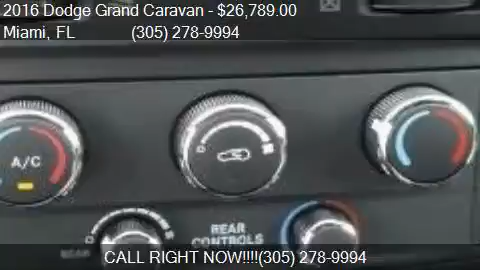 2016 Dodge Grand Caravan - $26,789.00
Miami, FL (305) 278-9994
A/C
REAR
CONTROLS
REAR
CALL RIGHT NOW!!!!(305) 278-9994